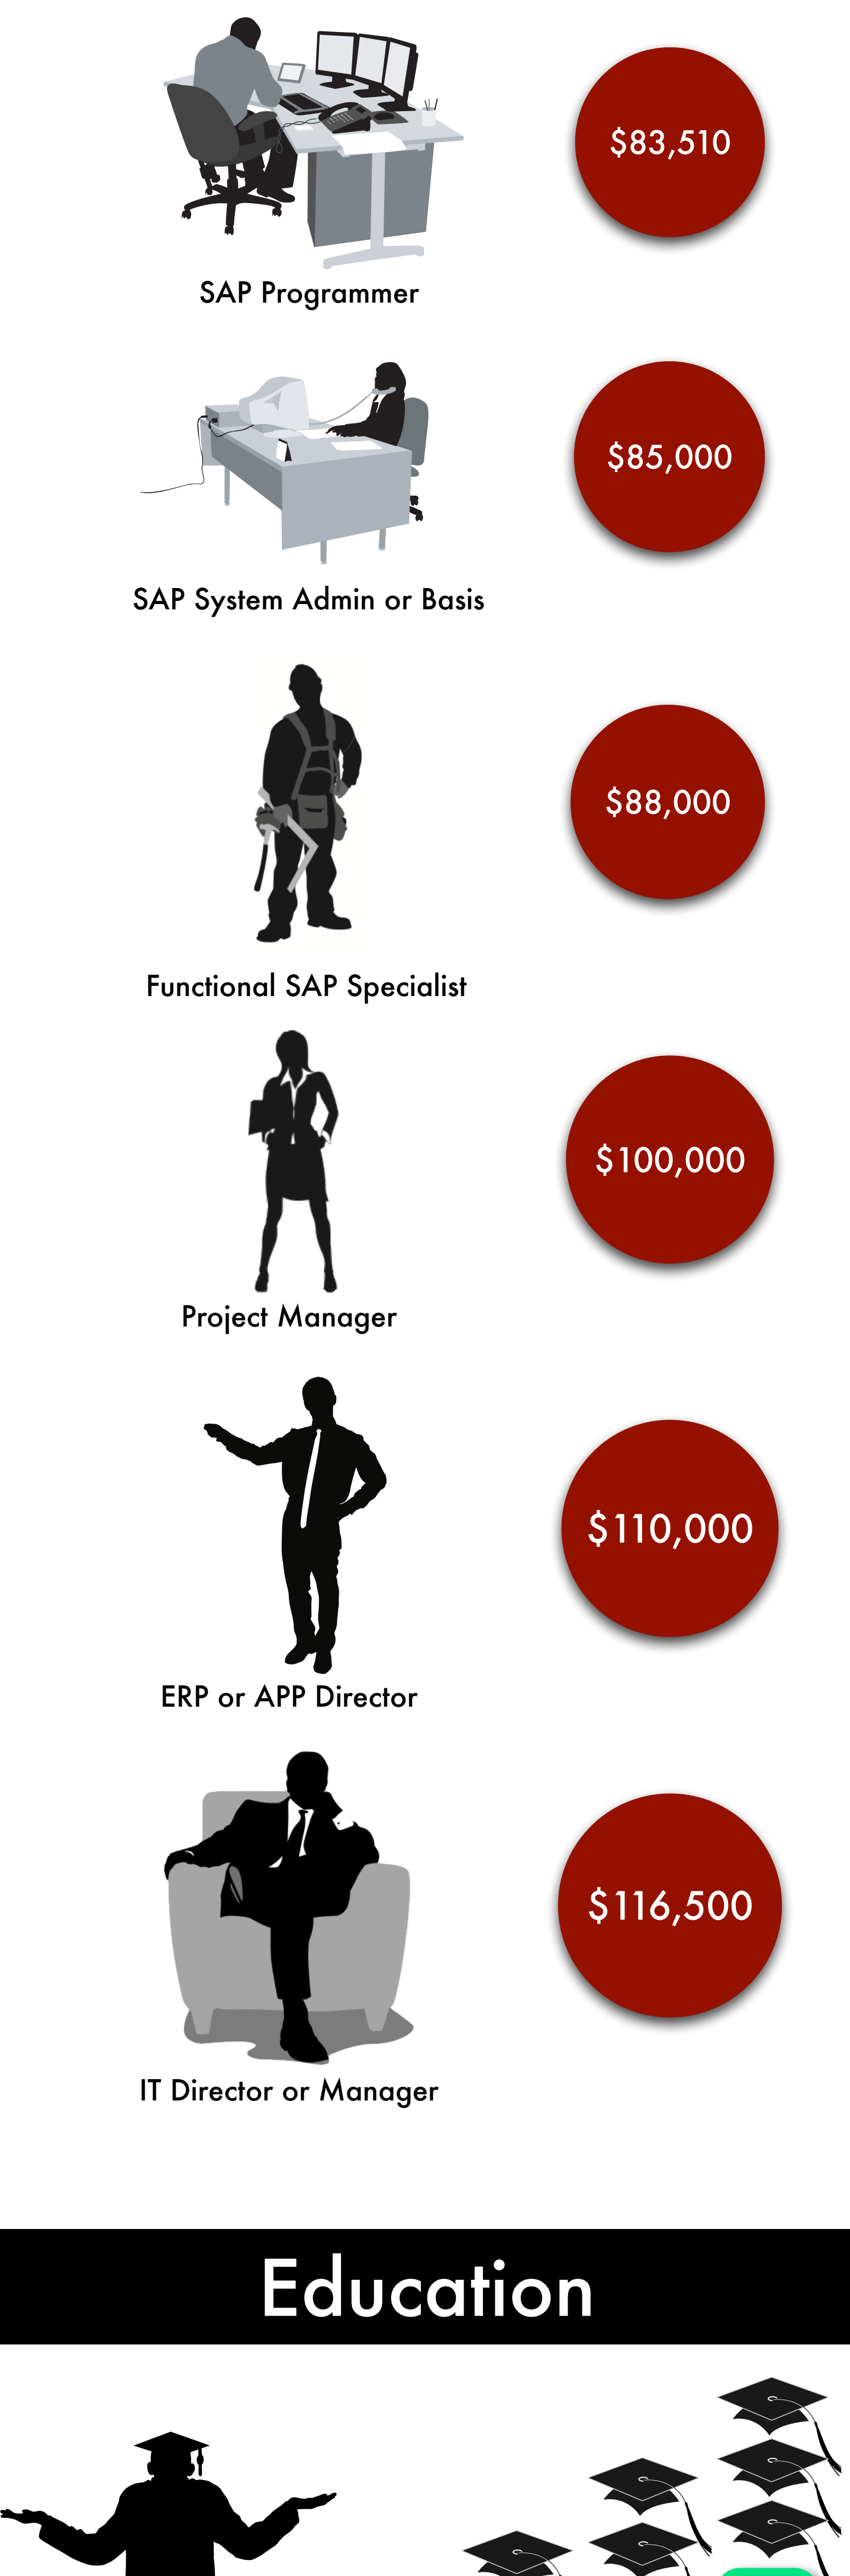 $83,510
SAP Programmer
$85,000
SAP System Admin or Basis
$88,000
Functional SAP Specialist
$100,000
Project Manager
$110,000
ERP or APP Director
$116,500
IT Director or Manager
Education